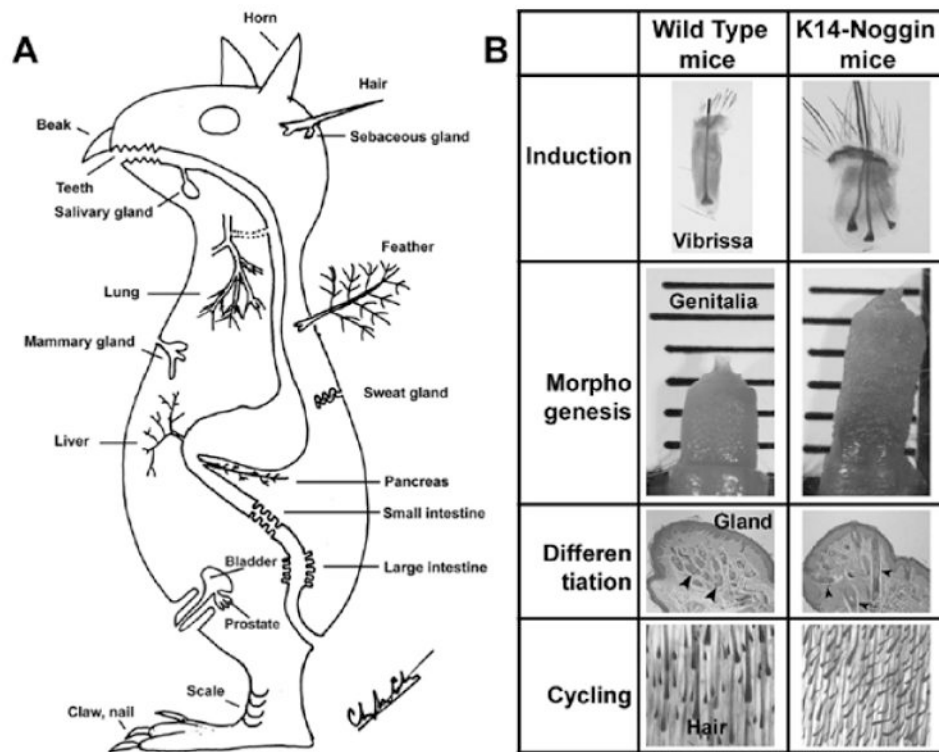 A
Horn
Hair
Beak
Sebaceous gland
Teeth
Salivary gland
Feather
Lung
Mammary gland
Sweat gland
Liver
Pancreas
Small intestine
Bladder
Large intestine
Prostate
Scale
Claw, nail
B
Wild Type
mice
K14-Noggin
mice
Induction
Vibrissa
Morpho
genesis
Genitalia
Differen
tiation
Gland
Cycling
Hair